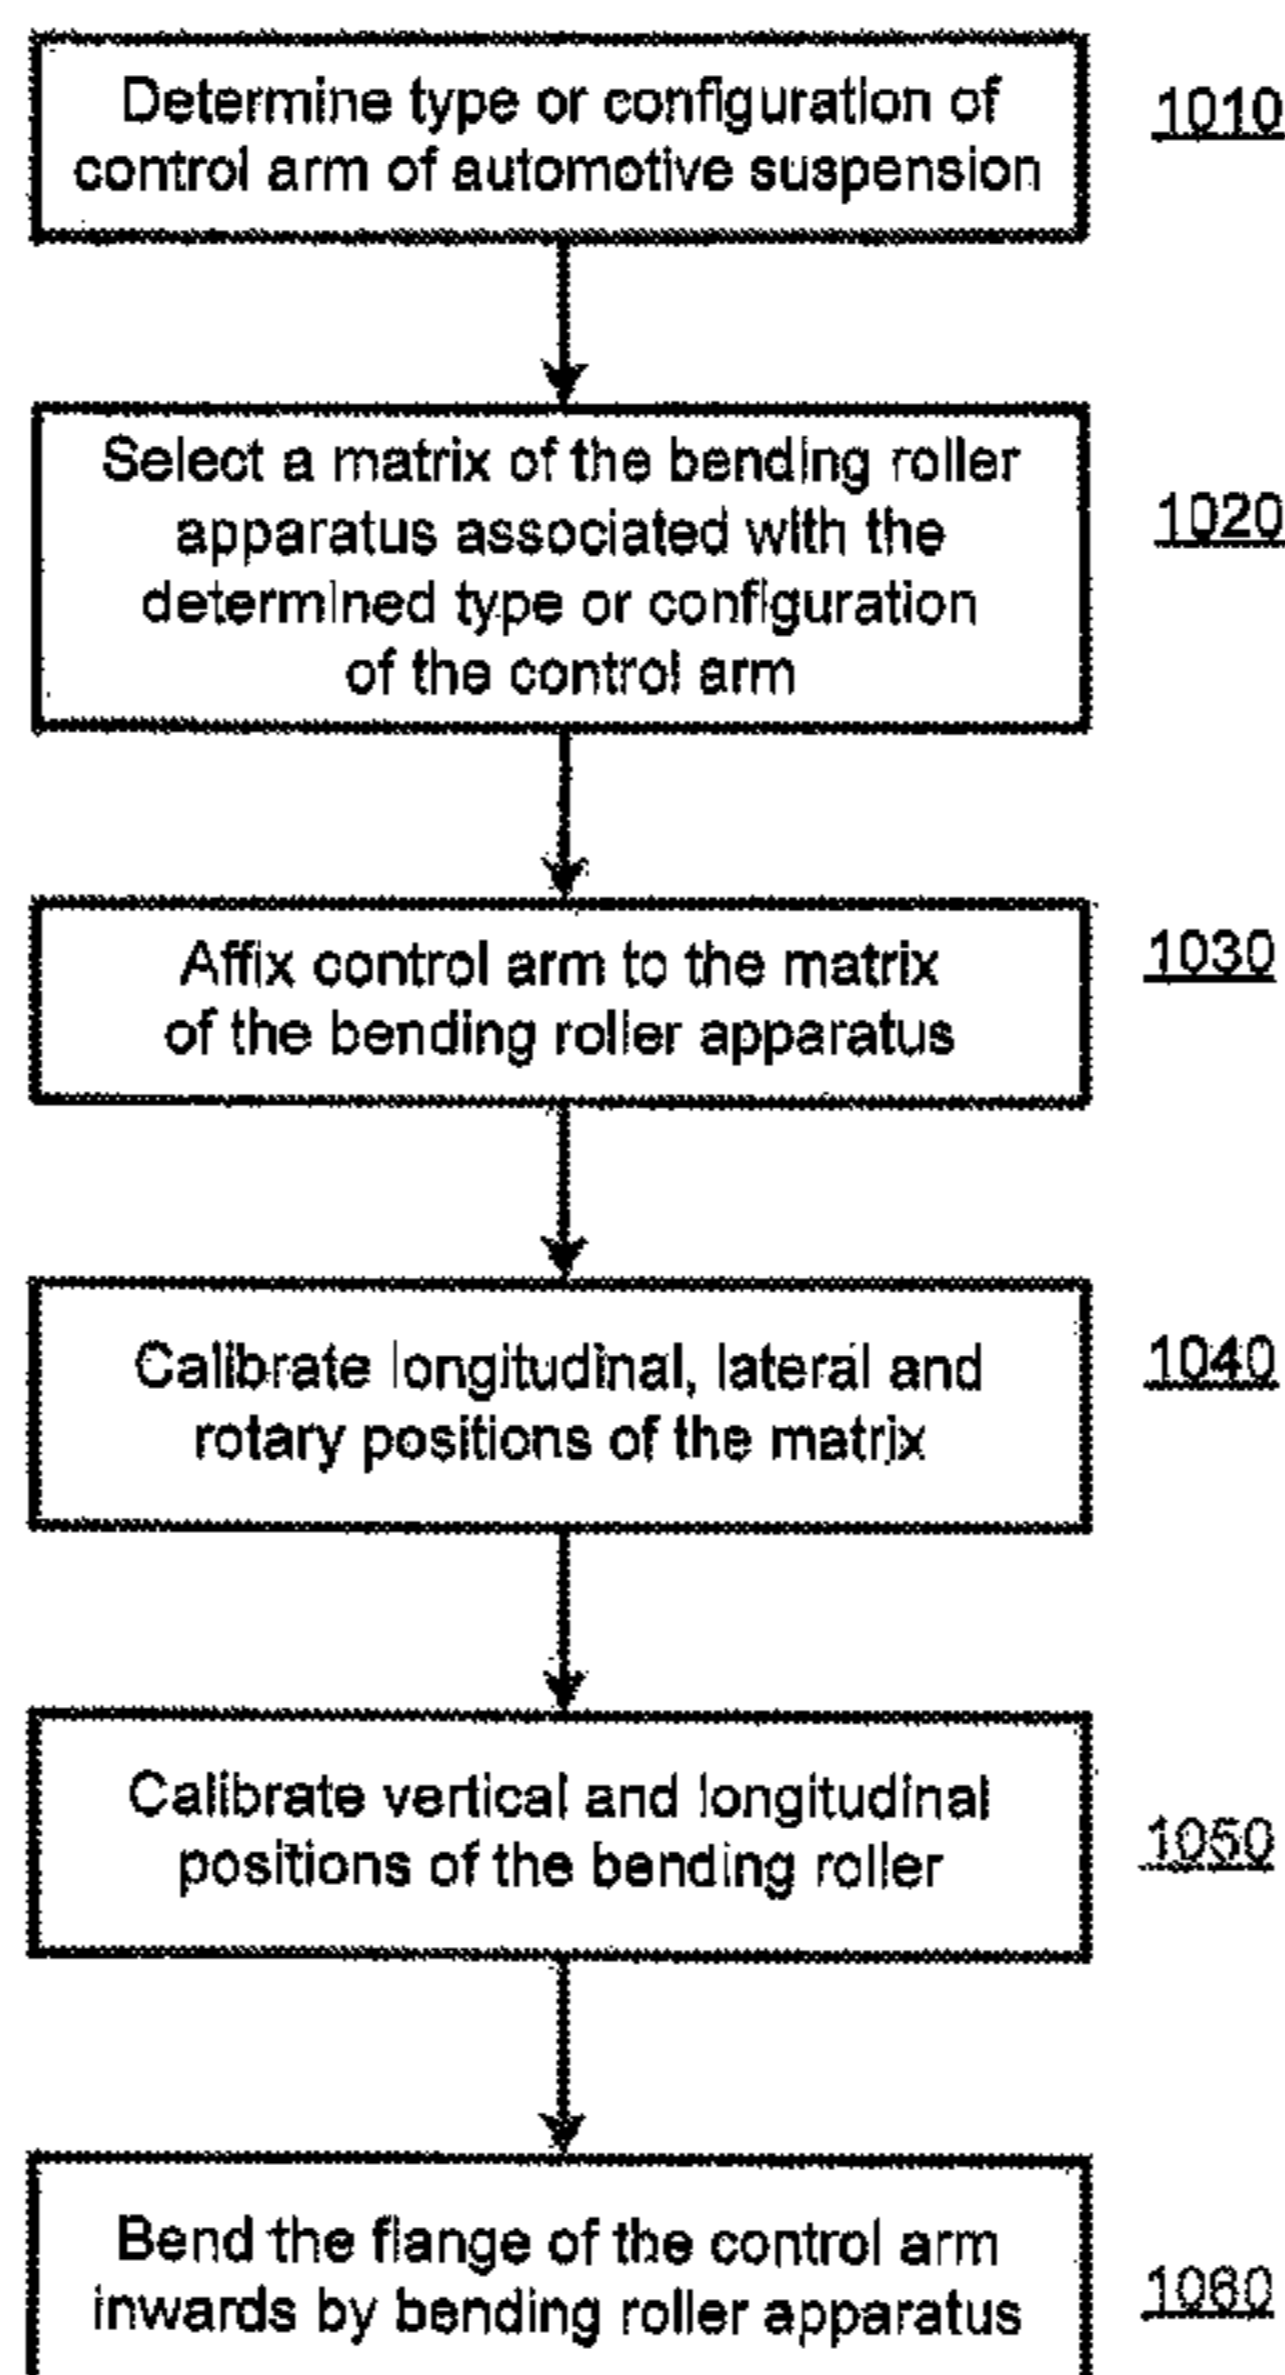 Determine type or configuration of
control arm of automotive suspension
1010
Select a matrix of the bending roller
apparatus associated with the
determined type or configuration
of the control arm
1020
Affix control arm to the matrix
of the bending roller apparatus
1030
Calibrate longitudinal, lateral and
rotary positions of the matrix
1040
Calibrate vertical and longitudinal
positions of the bending roller
1050
Bend the flange of the control arm
inwards by bending roller apparatus
1060